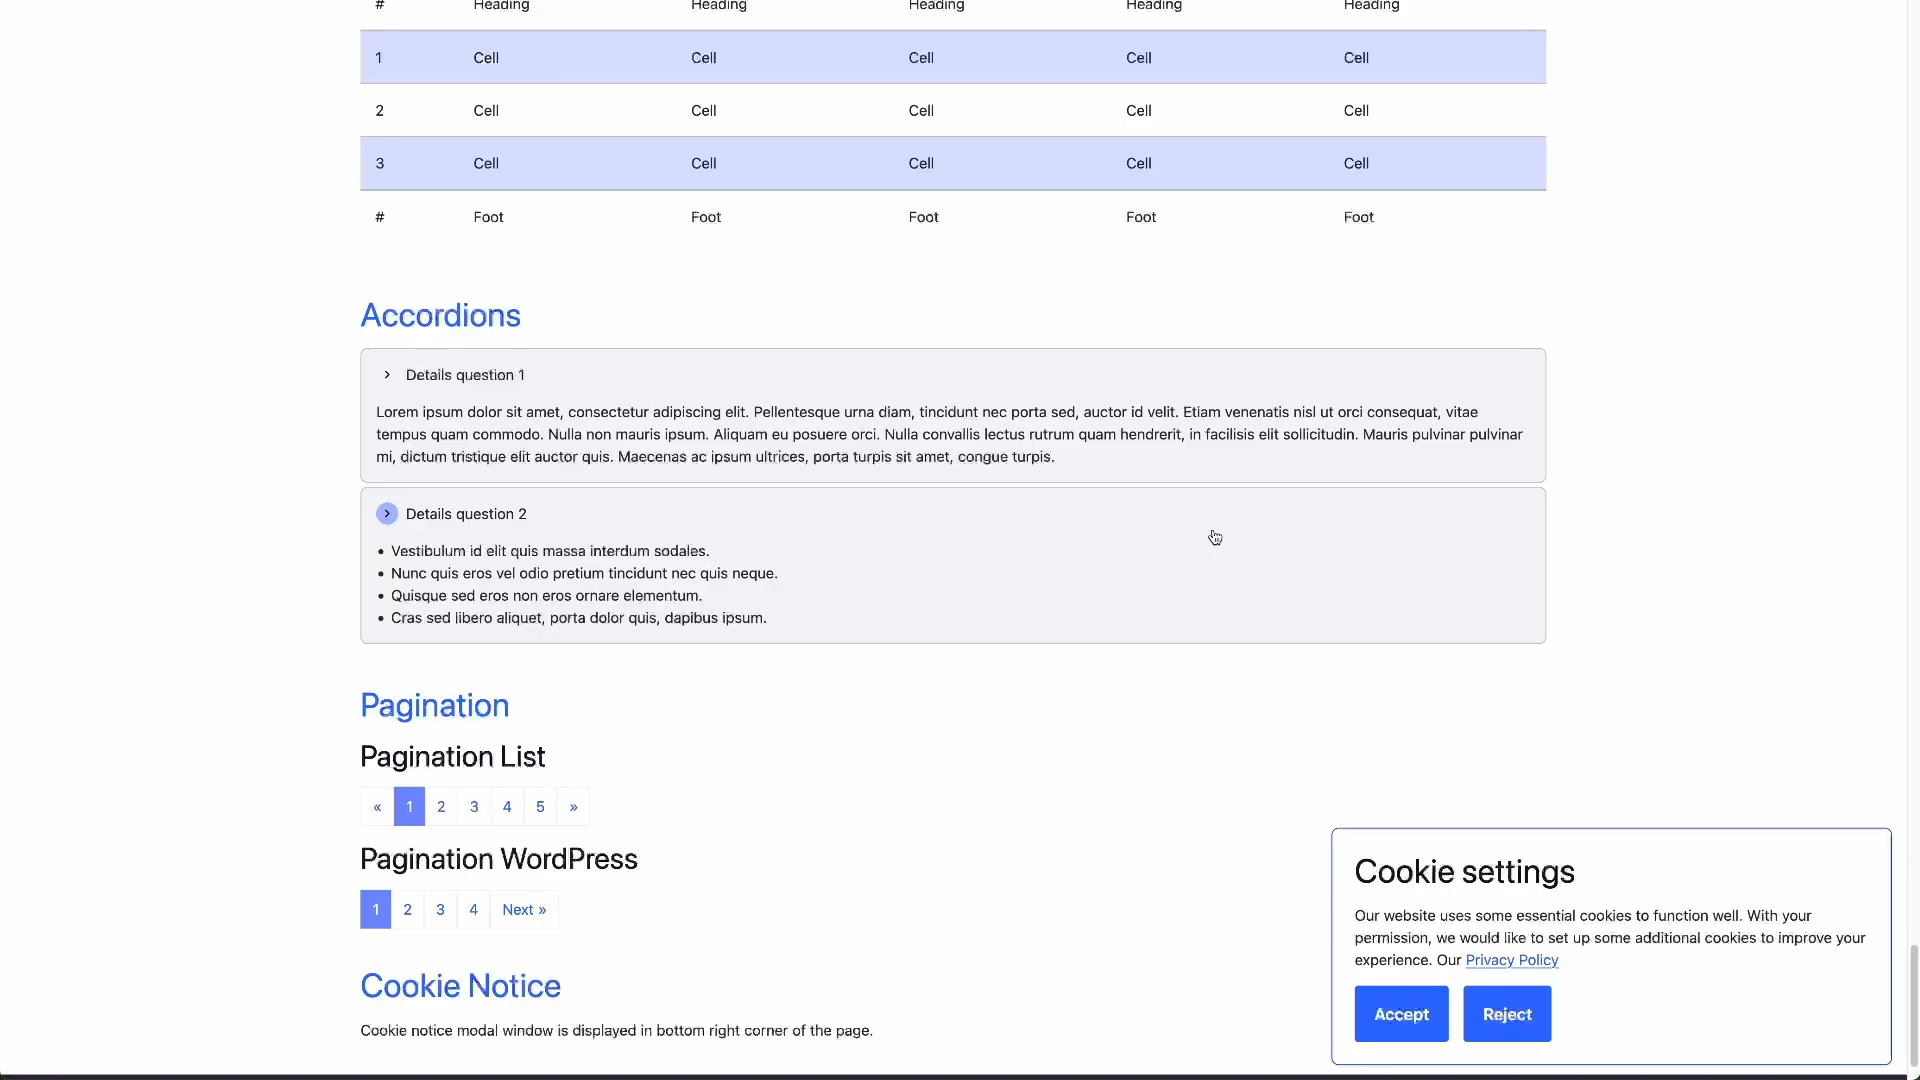 # Heading Heading Heading Heading Heading
1 Cell Cell Cell Cell Cell
2 Cell Cell Cell Cell Cell
3 Cell Cell Cell Cell Cell
# Foot Foot Foot Foot Foot
Accordions
Details question 1
Lorem ipsum dolor sit amet, consectetur adipiscing elit. Pellentesque urna diam, tincidunt nec porta sed, auctor id velit. Etiam venenatis nisl ut orci consequat, vitae
tempus quam commodo. Nulla non mauris ipsum. Aliquam eu posuere orci. Nulla convallis lectus rutrum quam hendrerit, in facilisis elit sollicitudin. Mauris pulvinar pulvinar
mi, dictum tristique elit auctor quis. Maecenas ac ipsum ultrices, porta turpis sit amet, congue turpis.
Details question 2
• Vestibulum id elit quis massa interdum sodales.
• Nunc quis eros vel odio pretium tincidunt nec quis neque.
• Quisque sed eros non eros ornare elementum.
• Cras sed libero aliquet, porta dolor quis, dapibus ipsum.
Pagination
Pagination List
« 1 2 3 4 5 »
Pagination WordPress
1 2 3 4 Next »
Cookie Notice
Cookie notice modal window is displayed in bottom right corner of the page.
Cookie settings
Our website uses some essential cookies to function well. With your
permission, we would like to set up some additional cookies to improve your
experience. Our Privacy Policy
Accept Reject